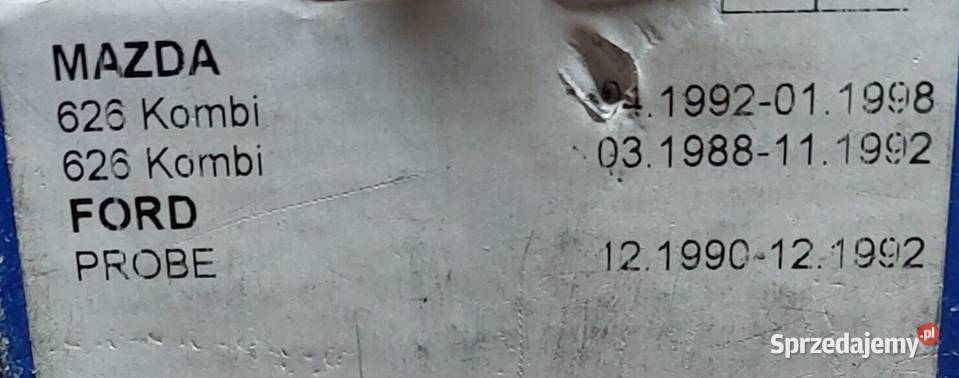 MAZDA
626 Kombi 04.1992-01.1998
626 Kombi 03.1988-11.1992
FORD
PROBE 12.1990-12.1992
Sprzedajemy.pl